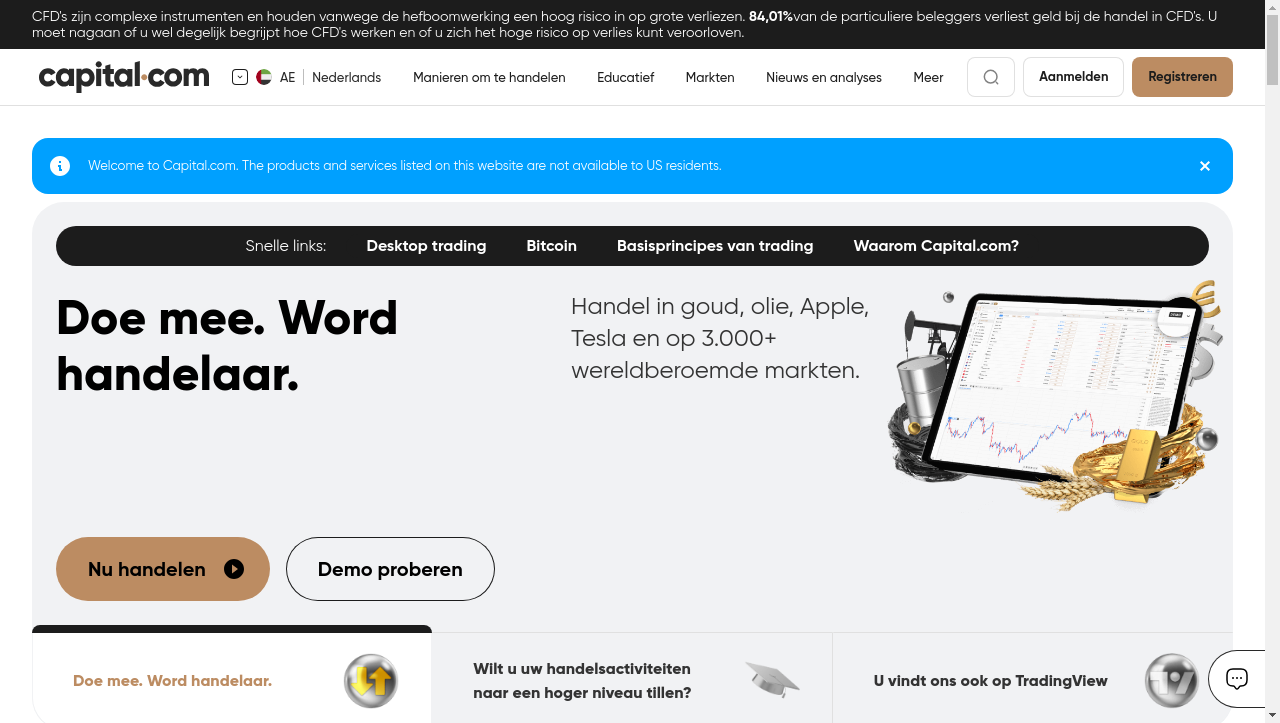 CFD's zijn complexe instrumenten en houden vanwege de hefboomwerking een hoog risico in op grote verliezen. 84,01%van de particuliere beleggers verliest geld bij de handel in CFD's. U
moet nagaan of u wel degelijk begrijpt hoe CFD's werken en of u zich het hoge risico op verlies kunt veroorloven.
capital.com AE Nederlands Manieren om te handelen Educatief Markten Nieuws en analyses Meer Aanmelden Registreren
Welcome to Capital.com. The products and services listed on this website are not available to US residents.
Snelle links: Desktop trading Bitcoin Basisprincipes van trading Waarom Capital.com?
Doe mee. Word
handelaar.
Handel in goud, olie, Apple,
Tesla en op 3.000+
wereldberoemde markten.
Nu handelen Demo proberen
Doe mee. Word handelaar.
Wilt u uw handelsactiviteiten
naar een hoger niveau tillen?
U vindt ons ook op TradingView